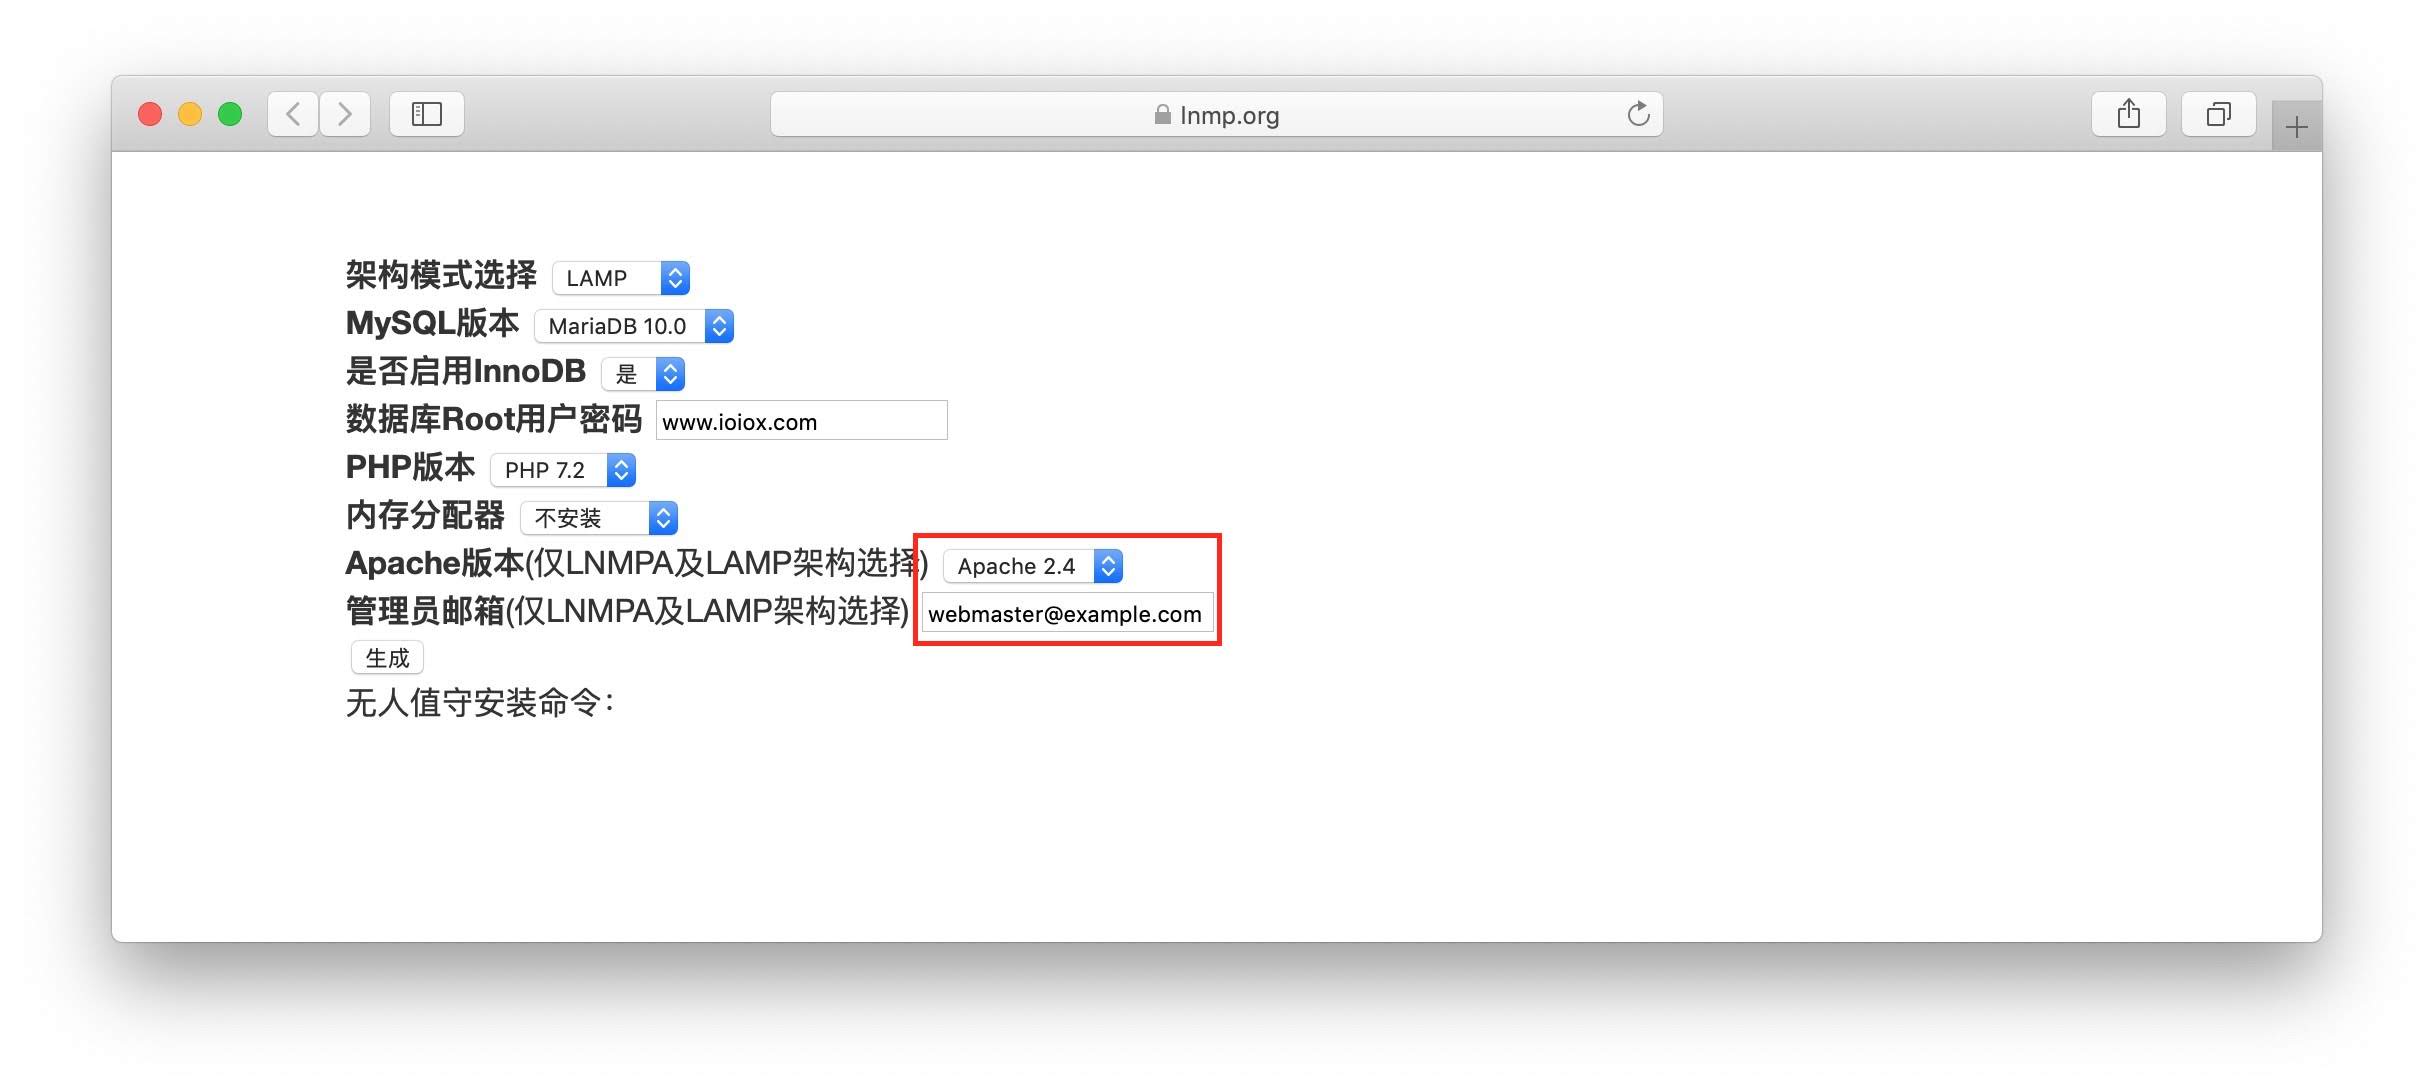 lnmp.org
架构模式选择 LAMP
MySQL版本 MariaDB 10.0
是否启用InnoDB 是
数据库Root用户密码 www.ioiox.com
PHP版本 PHP 7.2
内存分配器 不安装
Apache版本(仅LNMPA及LAMP架构选择) Apache 2.4
管理员邮箱(仅LNMPA及LAMP架构选择) webmaster@example.com
生成
无人值守安装命令：